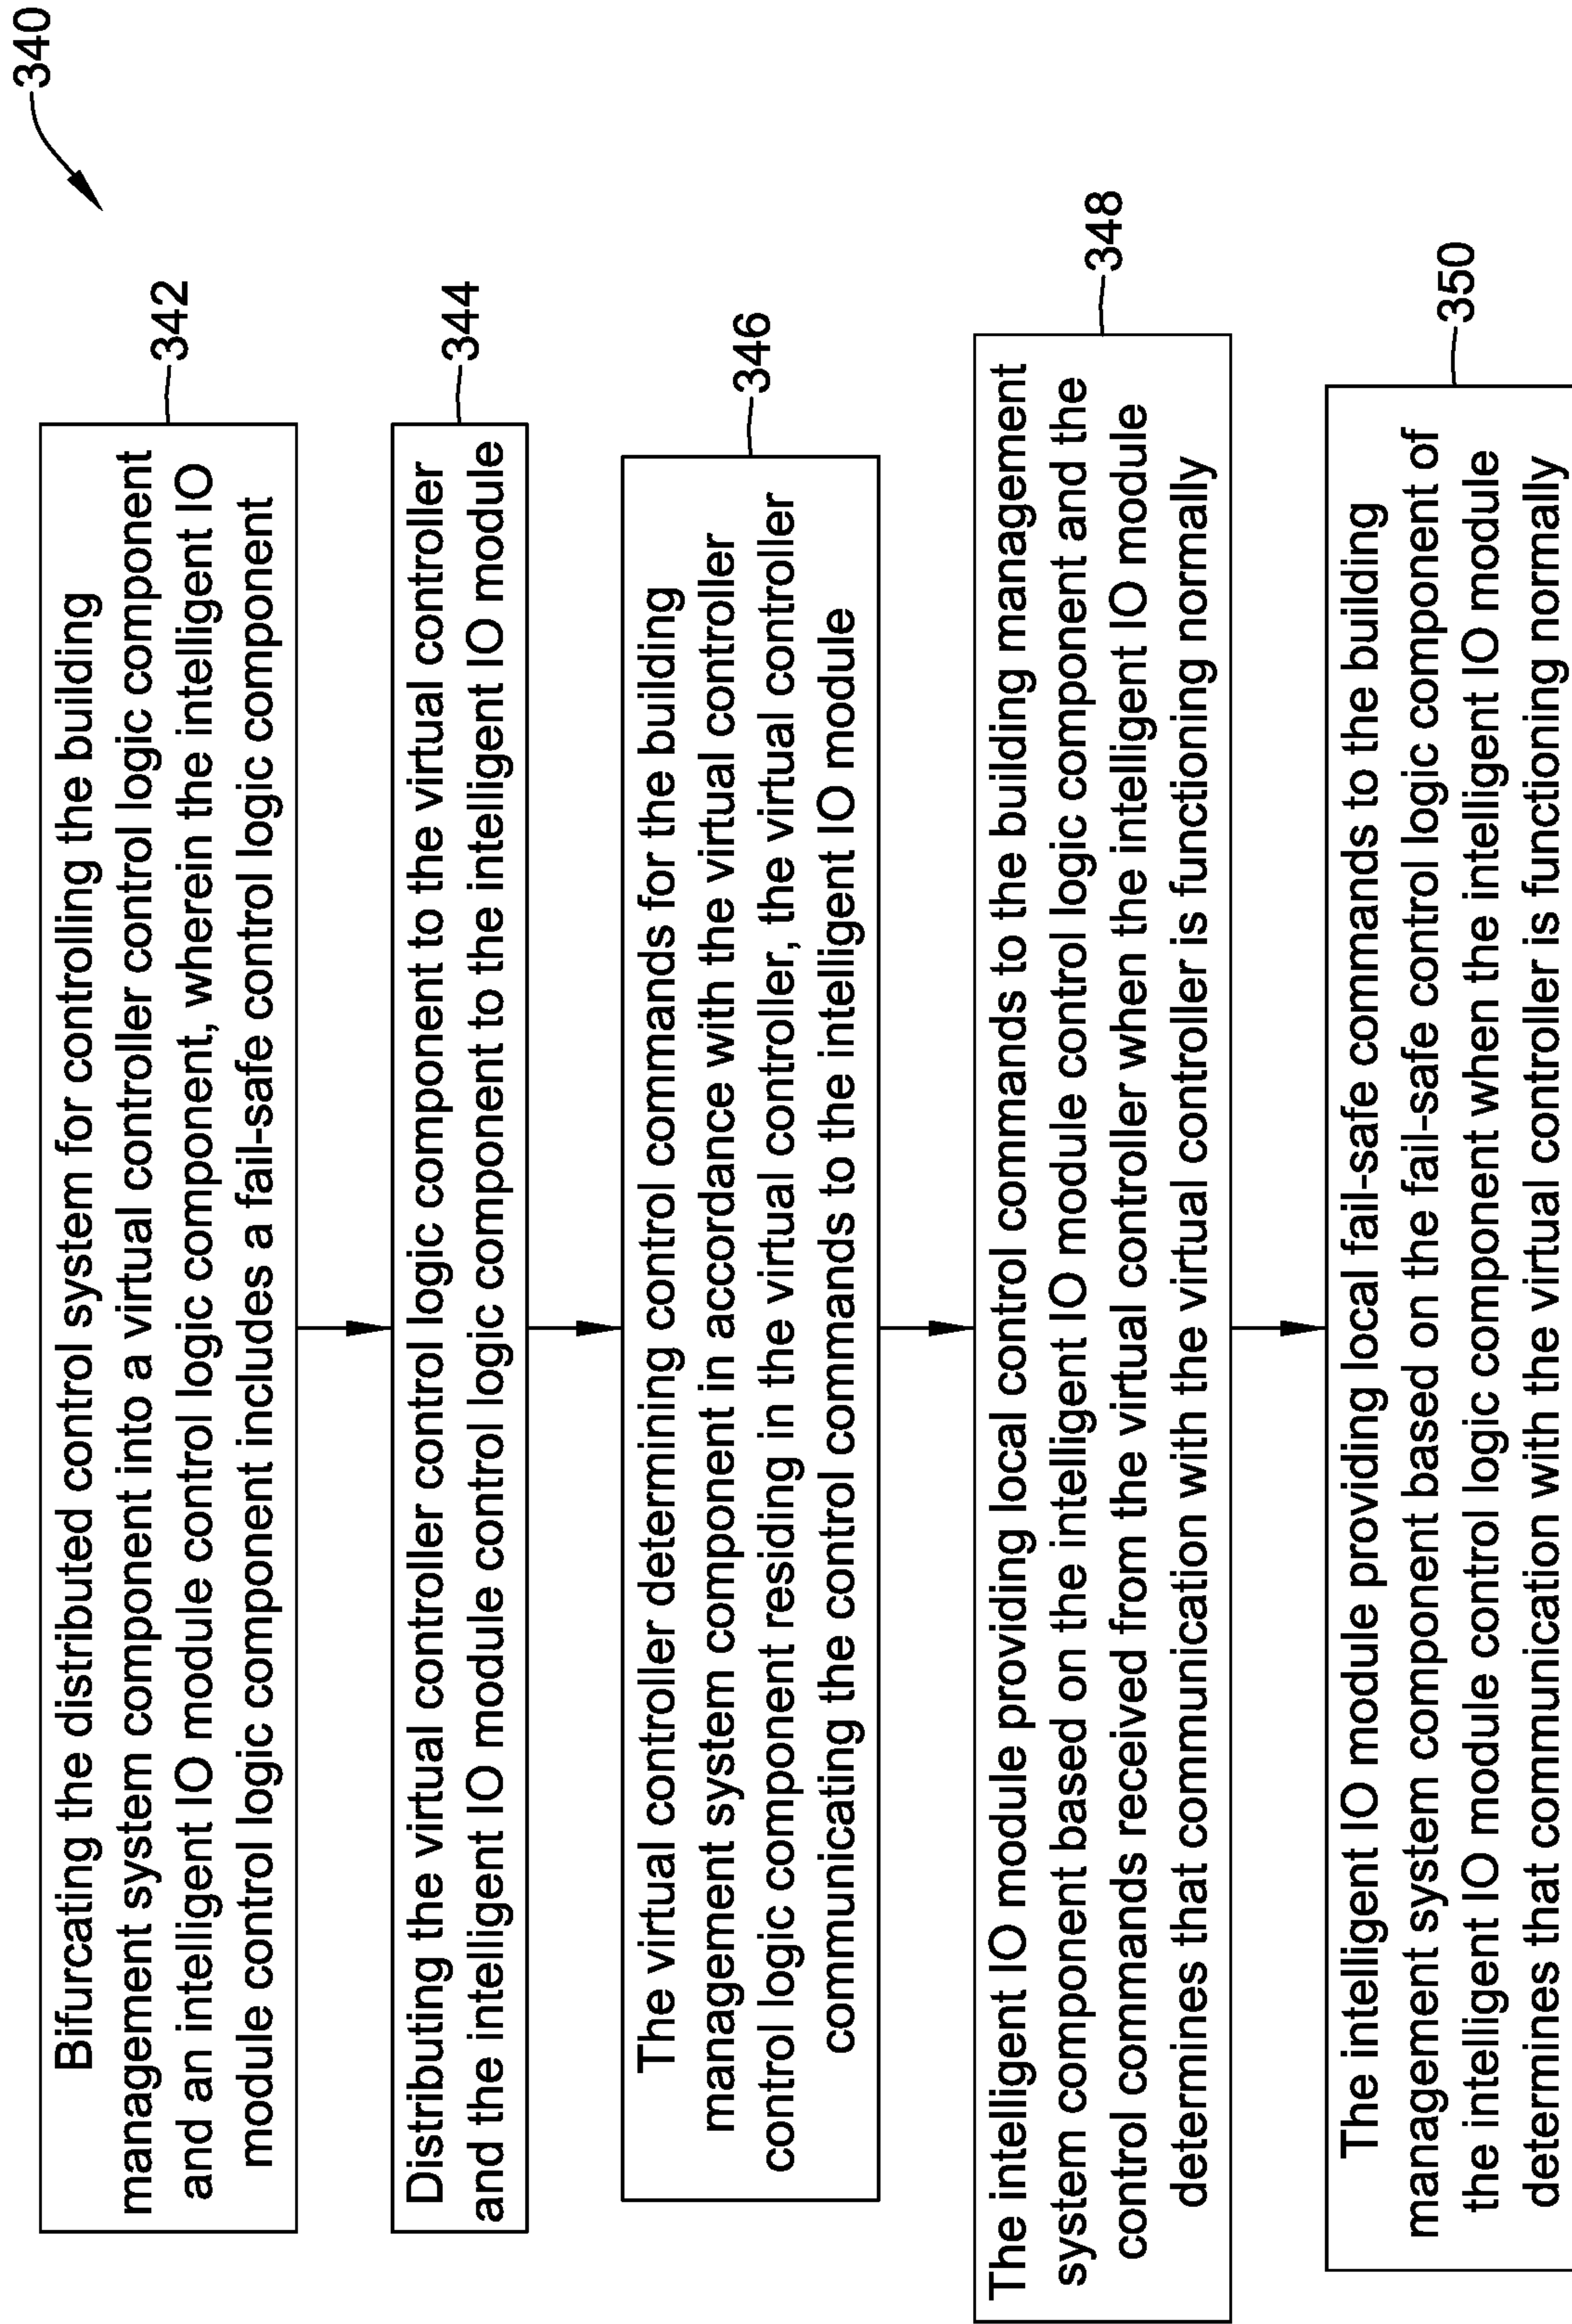 340
Bifurcating the distributed control system for controlling the building
management system component into a virtual controller control logic component
and an intelligent IO module control logic component, wherein the intelligent IO
module control logic component includes a fail-safe control logic component
342
Distributing the virtual controller control logic component to the virtual controller
and the intelligent IO module control logic component to the intelligent IO module
344
The virtual controller determining control commands for the building
management system component in accordance with the virtual controller
control logic component residing in the virtual controller, the virtual controller
communicating the control commands to the intelligent IO module
346
The intelligent IO module providing local control commands to the building management
system component based on the intelligent IO module control logic component and the
control commands received from the virtual controller when the intelligent IO module
determines that communication with the virtual controller is functioning normally
348
The intelligent IO module providing local fail-safe commands to the building
management system component based on the fail-safe control logic component of
the intelligent IO module control logic component when the intelligent IO module
determines that communication with the virtual controller is functioning normally
350